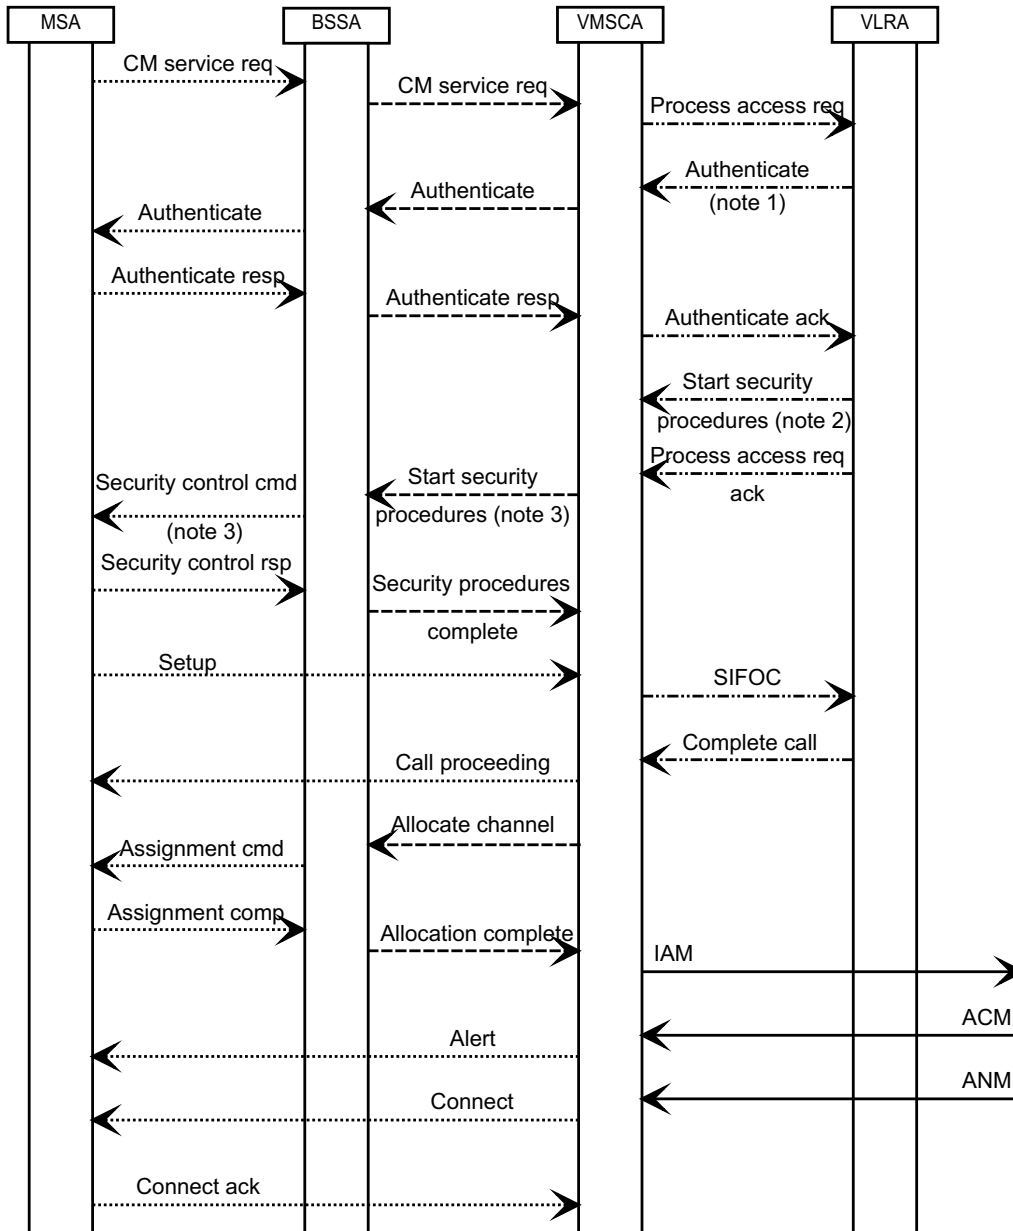 MSA
BSSA
VMSCA
VLRA
CM service req
CM service req
Process access req
Authenticate
(note 1)
Authenticate
Authenticate
Authenticate resp
Authenticate resp
Authenticate ack
Start security
procedures (note 2)
Process access req
ack
Start security
procedures (note 3)
Security control cmd
(note 3)
Security control rsp
Security procedures
complete
Setup
SIFOC
Complete call
Call proceeding
Allocate channel
Assignment cmd
Assignment comp
Allocation complete
IAM
ACM
Alert
ANM
Connect
Connect ack